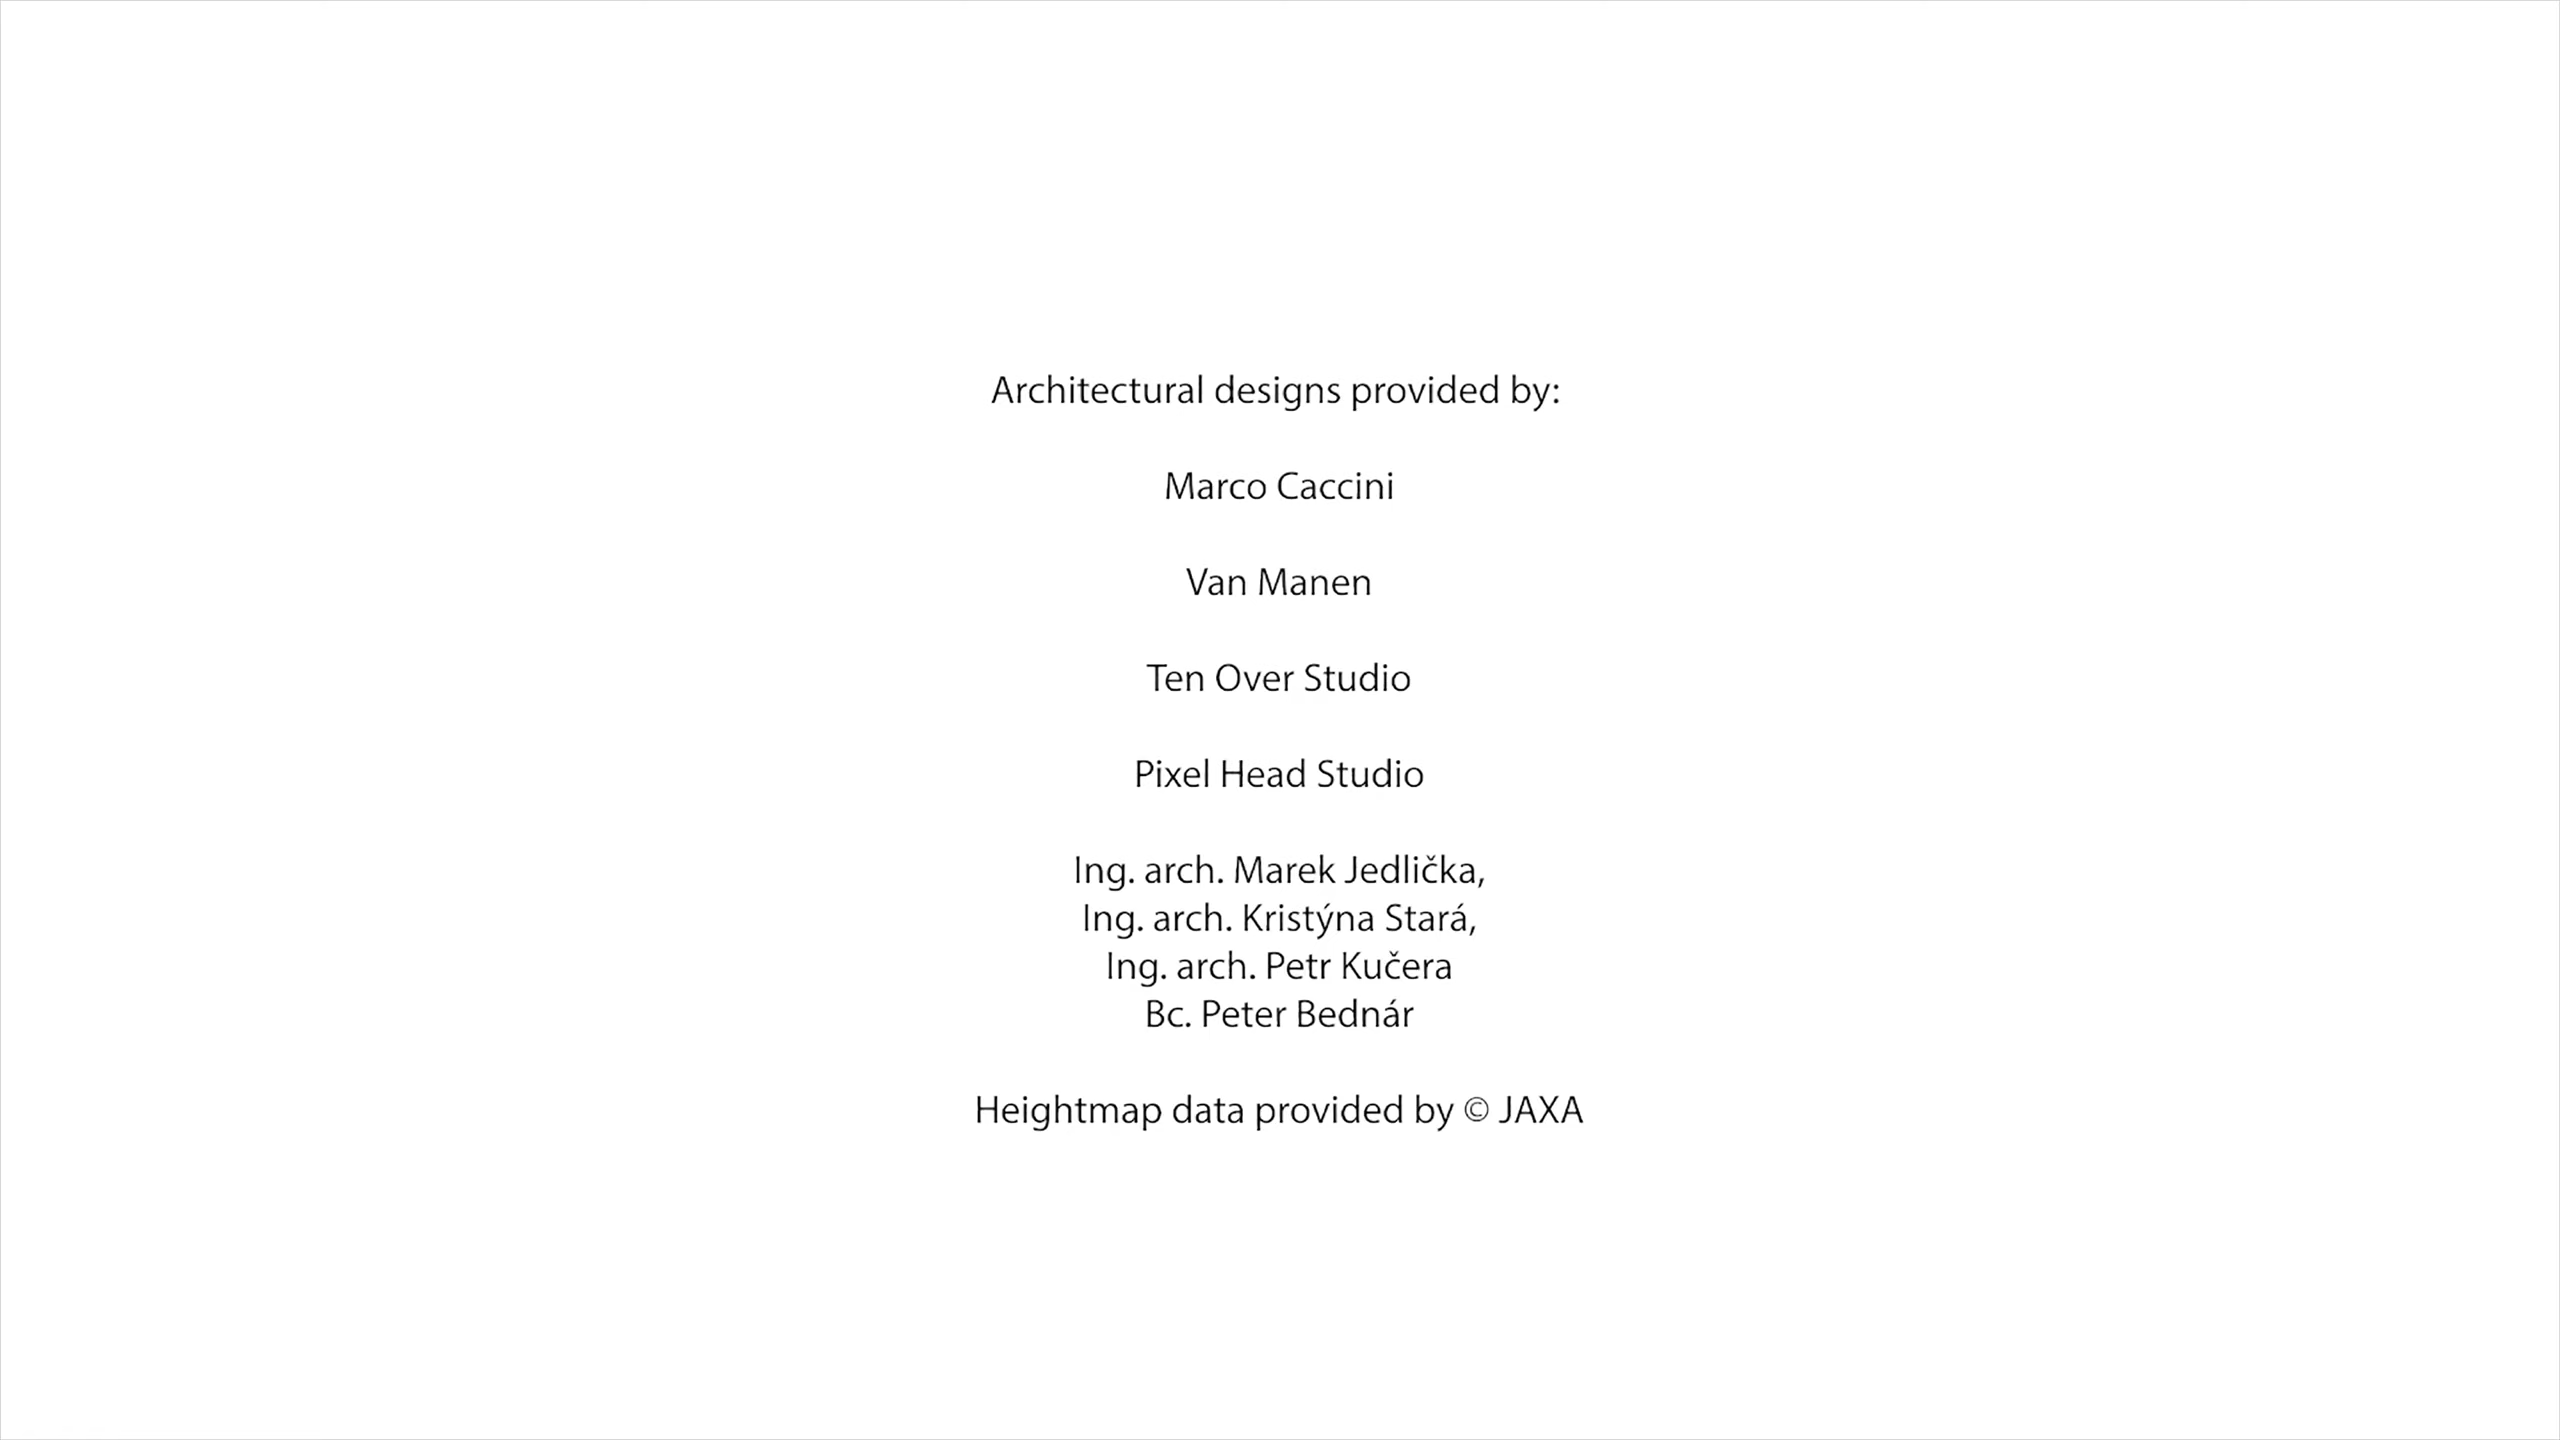 Architectural designs provided by:
Marco Caccini
Van Manen
Ten Over Studio
Pixel Head Studio
Ing. arch. Marek Jedlička,
Ing. arch. Kristýna Stará,
Ing. arch. Petr Kučera
Bc. Peter Bednár
Heightmap data provided by © JAXA